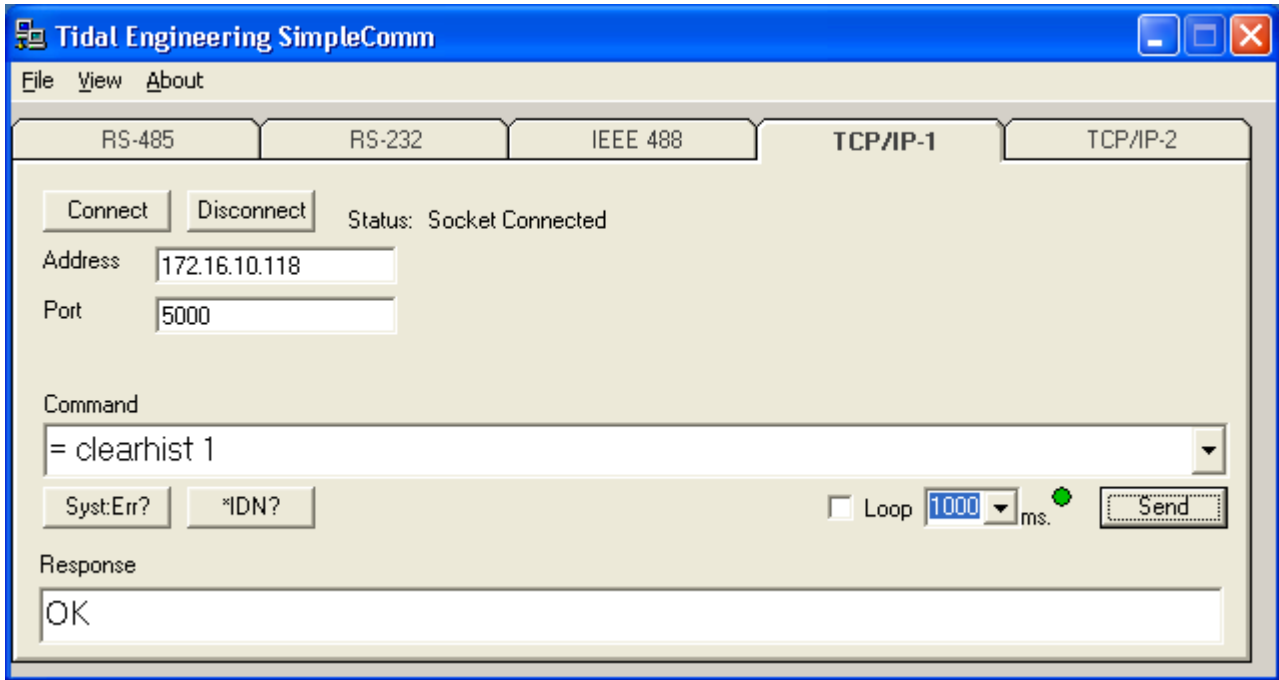 Tidal Engineering SimpleComm
File View About
RS-485 RS-232 IEEE 488 TCP/IP-1 TCP/IP-2
Connect Disconnect Status: Socket Connected
Address 172.16.10.118
Port 5000
Command
= clearhist 1
Syst:Err? *IDN? Loop 1000 ms. Send
Response
OK